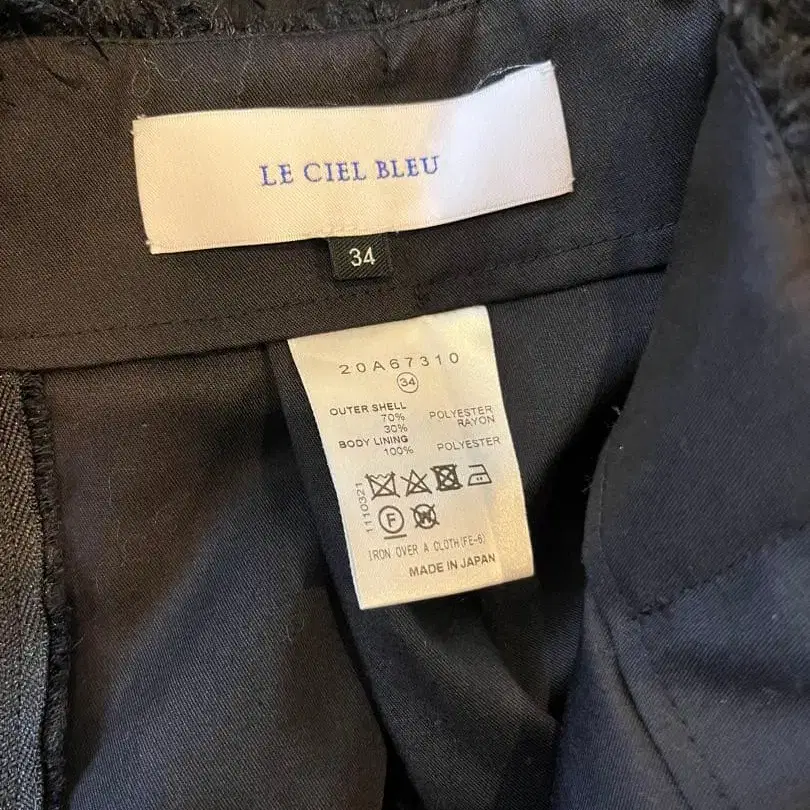 LE CIEL BLEU
34
20A67310
34
OUTER SHELL
70% POLYESTER
30% RAYON
BODY LINING
100% POLYESTER
1110321
F W
IRON OVER A CLOTH(FE-6)
MADE IN JAPAN